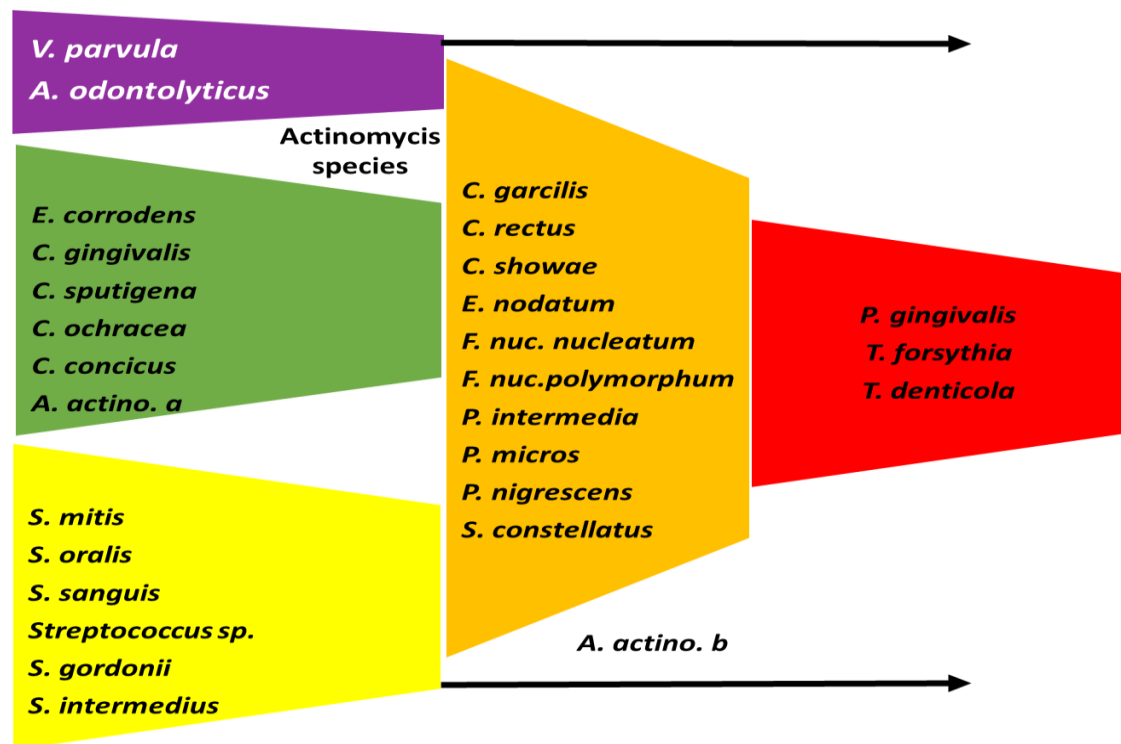 V. parvula
A. odontolyticus
Actinomycis
species
E. corrodens
C. gingivalis
C. sputigena
C. ochracea
C. concicus
A. actino. a
S. mitis
S. oralis
S. sanguis
Streptococcus sp.
S. gordonii
S. intermedius
C. garcilis
C. rectus
C. showae
E. nodatum
F. nuc. nucleatum
F. nuc.polymorphum
P. intermedia
P. micros
P. nigrescens
S. constellatus
A. actino. b
P. gingivalis
T. forsythia
T. denticola